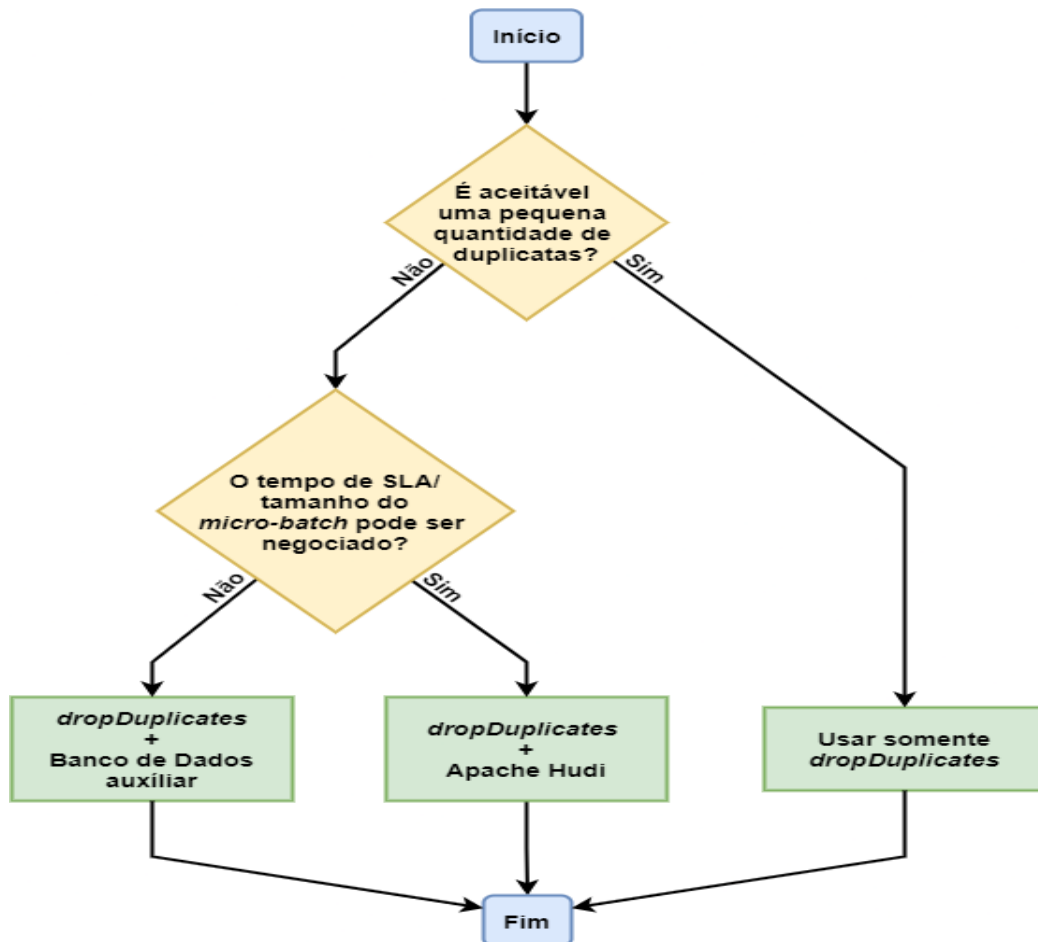 Início
É aceitável
uma pequena
quantidade de
duplicatas?
Não
Sim
O tempo de SLA/
tamanho do
micro-batch pode ser
negociado?
Não
Sim
dropDuplicates
+
Banco de Dados
auxíliar
dropDuplicates
+
Apache Hudi
Usar somente
dropDuplicates
Fim